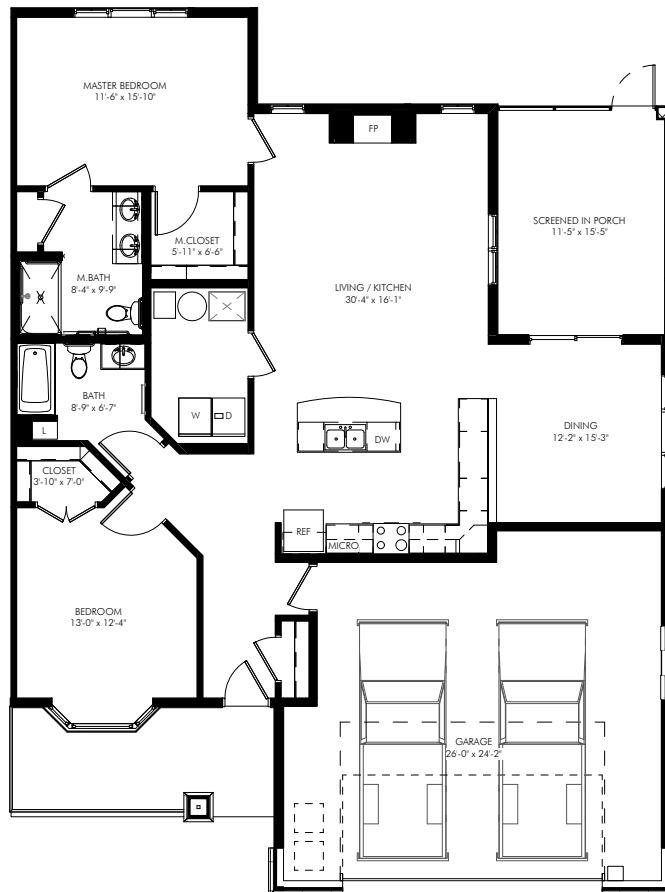 MASTER BEDROOM
11'-6" x 15'-10"
FP
SCREENED IN PORCH
11'-5" x 15'-5"
M.CLOSET
5'-11" x 6'-6"
M.BATH
8'-4" x 9'-9"
LIVING / KITCHEN
30'-4" x 16'-1"
BATH
8'-9" x 6'-7"
W
D
L
DW
DINING
12'-2" x 15'-3"
CLOSET
3'-10" x 7'-0"
REF
MICRO
BEDROOM
13'-0" x 12'-4"
GARAGE
26'-0" x 24'-2"